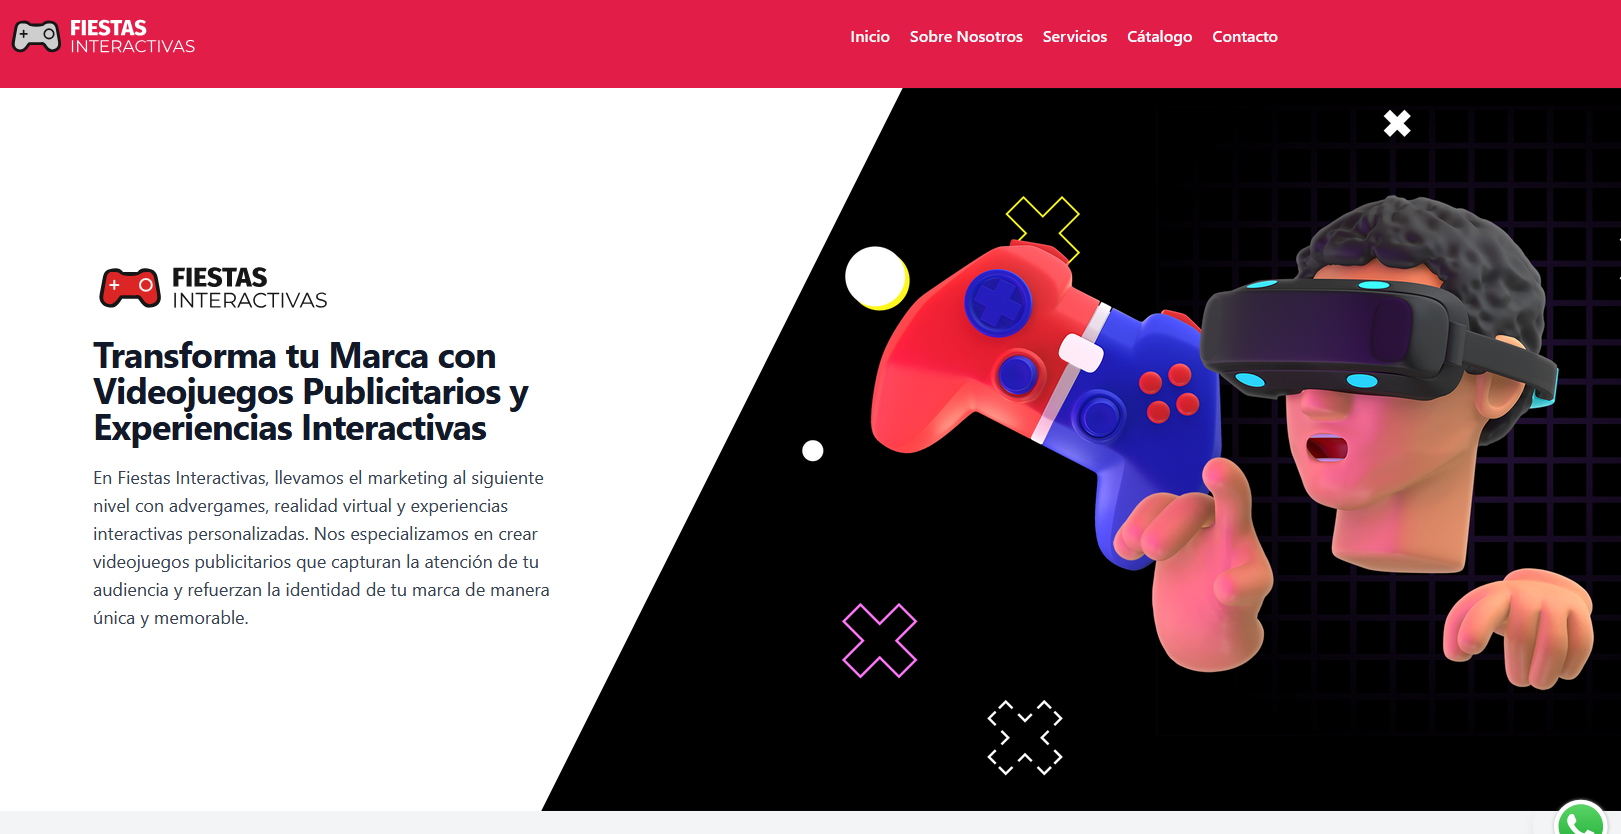 FIESTAS
INTERACTIVAS
Inicio Sobre Nosotros Servicios Cátalogo Contacto
FIESTAS
INTERACTIVAS
Transforma tu Marca con
Videojuegos Publicitarios y
Experiencias Interactivas
En Fiestas Interactivas, llevamos el marketing al siguiente
nivel con advergames, realidad virtual y experiencias
interactivas personalizadas. Nos especializamos en crear
videojuegos publicitarios que capturan la atención de tu
audiencia y refuerzan la identidad de tu marca de manera
única y memorable.